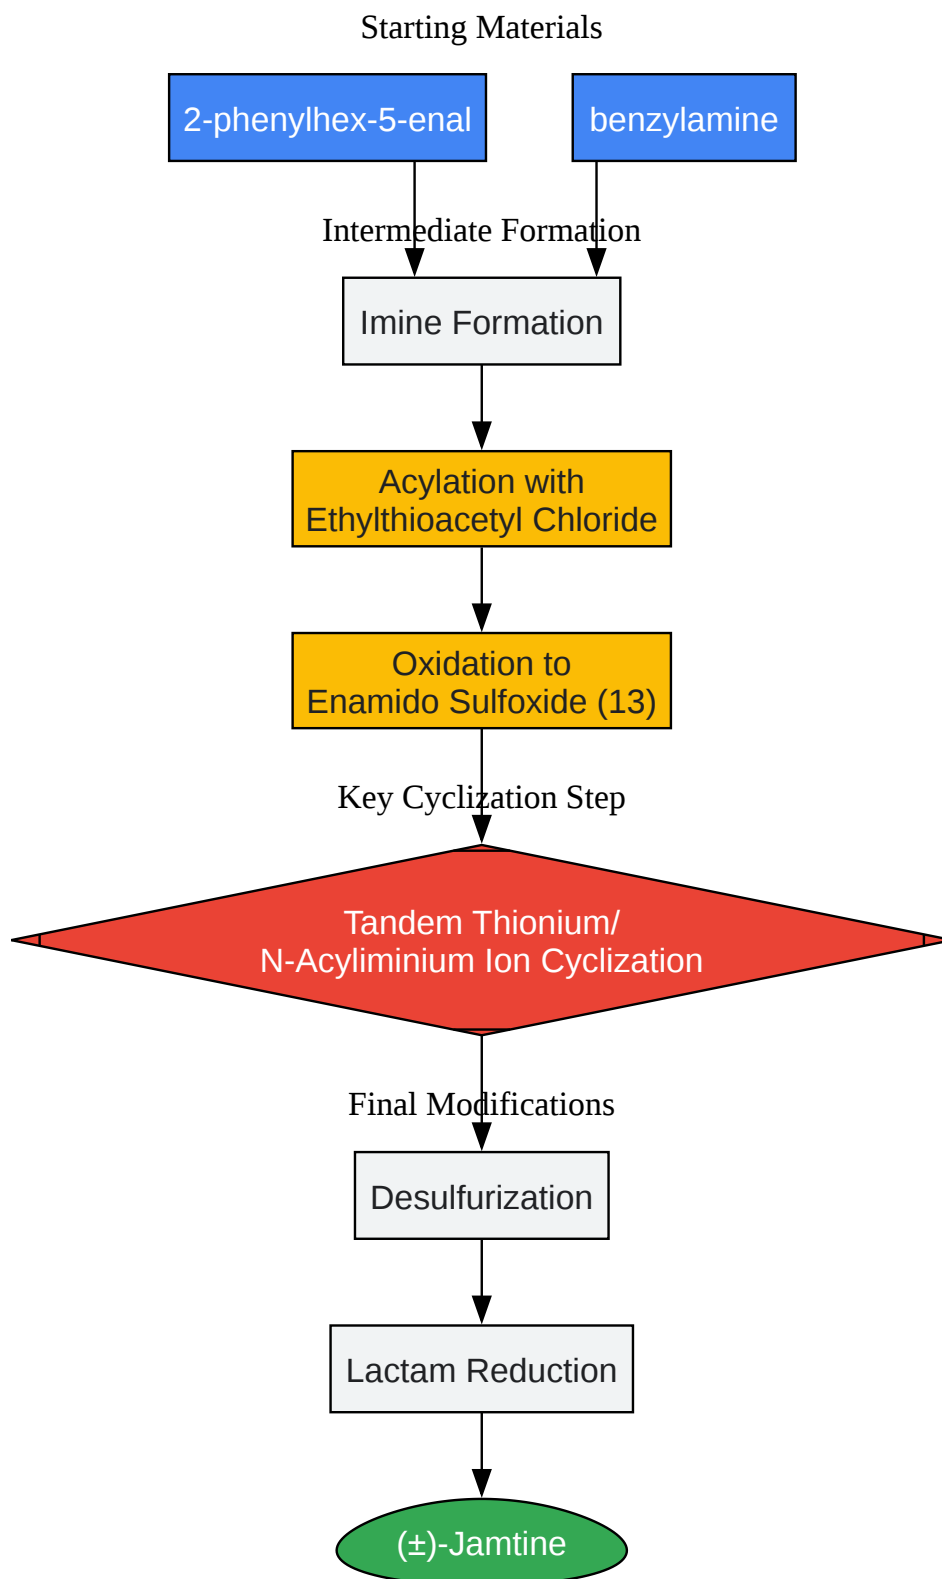 Starting Materials
2-phenylhex-5-enal
benzylamine
Intermediate Formation
Imine Formation
Acylation with
Ethylthioacetyl Chloride
Oxidation to
Enamido Sulfoxide (13)
Key Cyclization Step
Tandem Thionium/
N-Acyliminium Ion Cyclization
Final Modifications
Desulfurization
Lactam Reduction
(±)-Jamtine